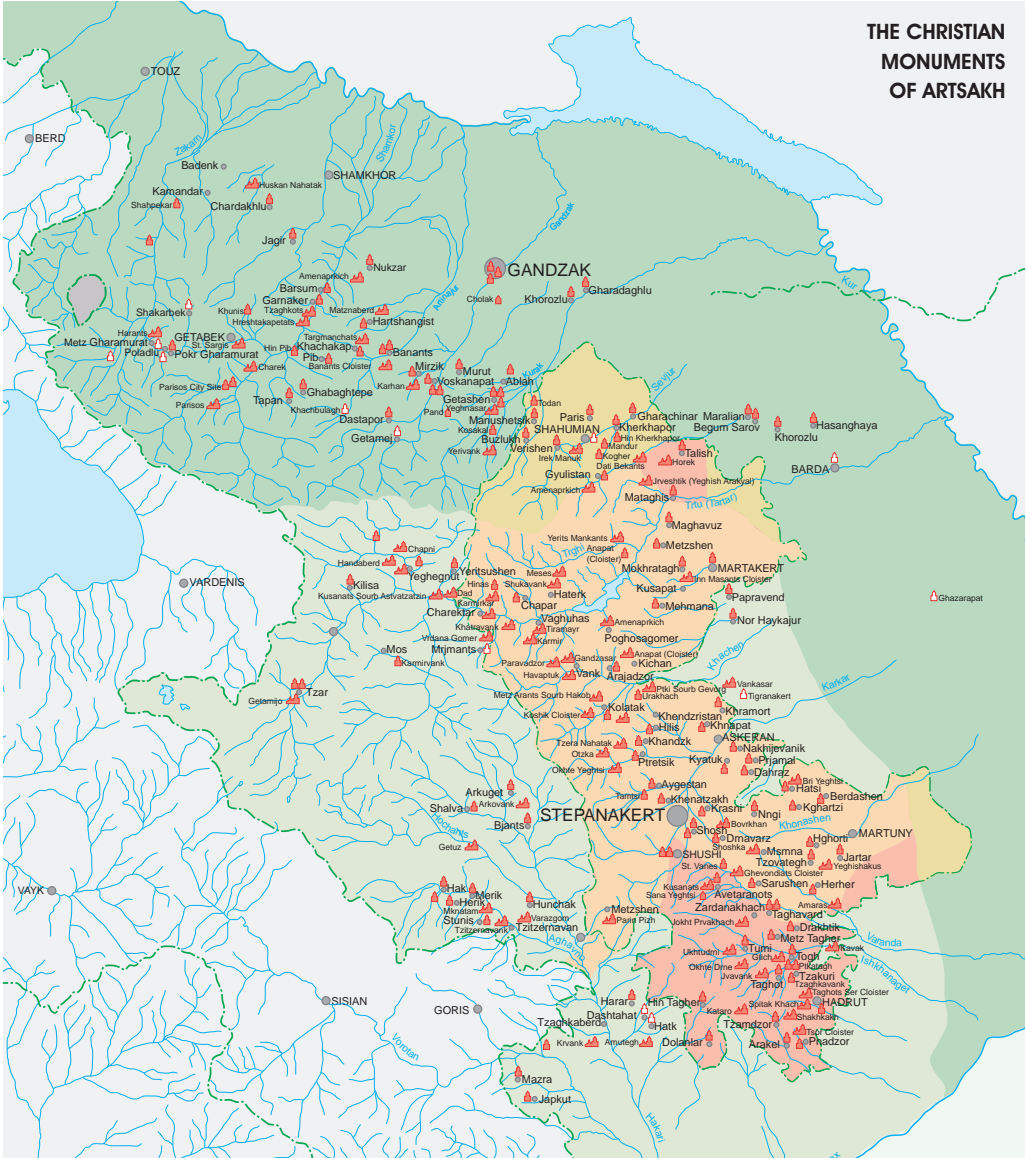 THE CHRISTIAN
MONUMENTS
OF ARTSAKH
TOUZ
BERD
Zakam
Shamkor
Badenk
SHAMKHOR
Huskan Nahatak
Kamandar
Shahpekar
Chardakhlu
Gandzak
Jagir
Nukzar
GANDZAK
Amenaprkich
Barsum
Artinajur
Cholak
Khorozlu
Gharadaghlu
Kur
Garnaker
Shakarbek
Khunis
Tzaghkots
Matznaberd
Hreshtakapetats
Hartshangist
Harants
GETABEK
Metz Gharamurat
St. Sargis
Targmanchats
Poladlu
Pokr Gharamurat
Hin Pib
Khachakap
Pib
Banants
Charek
Banants Cloister
Mirzik
Murut
Kurak
Voskanapat
Ablah
Sevjur
Parisos City Site
Karhan
Parisos
Tapan
Ghabaghtepe
Getashen
Todan
Khachbulagh
Pand
Yeghnasar
Manushetsik
Paris
Gharachinar
Maralian
Dastapor
Kherkhapor
Begum Sarov
Hasanghaya
Kosakal
SHAHUMIAN
Khorozlu
Getamej
Buzlukh
Verishen
Hin Kherkhapor
Mandur
Yerivank
Irek Manuk
Kogher
Talish
Dati Bekants
Horek
BARDA
Gyulistan
Jrveshtik (Yeghish Arakyal)
Amenaprkich
Mataghis
Trtu (Tartar)
Maghavuz
Yerits Mankants
Trghi
Anapat
(Cloister)
Metzshen
Chapni
Handaberd
Yeghegnut
Yeritsushen
Meses
Mokhratagh
MARTAKERT
VARDENIS
Kilisa
Hinas
Shukavank
Inn Masants Cloister
Kusanats Sourb Astvatzatzin
Dad
Haterk
Kusapat
Papravend
Ghazarapat
Karmirkar
Chapar
Mehmana
Charektar
Nor Haykajur
Khatravank
Vaghuhas
Amenaprkich
Tiramayr
Vrdana Gomer
Karmir
Poghosagomer
Mos
Mrjmants
Gandzasar
Anapat (Cloister)
Khachen
Karmirvank
Paravadzor
Kichan
Vank
Arajadzor
Karkar
Havaptuk
Vankasar
Tzar
Ptki Sourb Gevorg
Metz Arants Sourb Hakob
Urakhach
Tigranakert
Getamijo
Kolatak
Khramort
Koshik Cloister
Khendzristan
Hilis
Khnapat
Tzera Nahatak
Khandzk
ASKERAN
Otzka
Nakhijevanik
Ptretsik
Kyatuk
Prjamal
Okhte Yeghtsi
Dahraz
Arkuget
Aygestan
Bri Yeghtsi
Hatsi
Tamtsi
Khenatzakh
Berdashen
Shalva
Arkovank
Krasni
Kghartzi
STEPANAKERT
Nngi
Bjants
Bovrkhan
Khonashen
Hochants
Shosh
Drnavarz
MARTUNY
Getuz
Shoshka
Hghorti
SHUSHI
Msmna
Jartar
St. Vanes
Tzovategh
Yeghishakus
Ghevondiats Cloister
VAYK
Hak
Kusanats
Sarushen
Herher
Merik
Sana Yeghtsi
Avetaranots
Herik
Hunchak
Mknatam
Metzshen
Zardanakhach
Amaras
Stunis
Varazgom
Parin Pizh
Taghavard
Tzitzernavank
Tzitzernavan
Jokht Prvakhach
Drakhtik
Metz Tagher
Varanda
Aghavno
Ukhtudrni
Tumi
Kavak
Glich
Togh
Ishkhanaget
Okhte Drne
Pikatagh
Jvavank
Tzakuri
Taghot
Tzaghkavank
Taghots Ser Cloister
SISIAN
GORIS
Harar
Hin Tagher
Spitak Khach
HADRUT
Dashtahat
Kataro
Shakhkakh
Tzaghkaberd
Hatk
Tzamdzor
Tsor Cloister
Vorotan
Krvank
Amutegh
Dolanlar
Arakel
Phadzor
Mazra
Japkut
Hakari